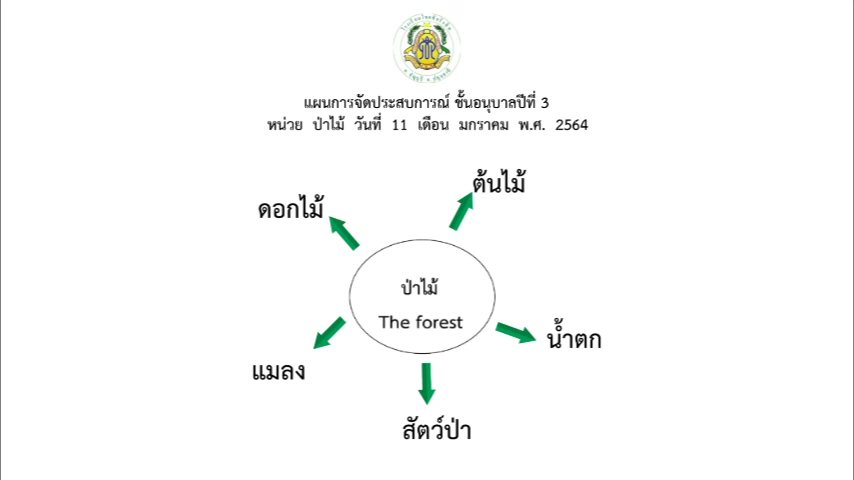 แผนการจัดประสบการณ์ ชั้นอนุบาลปีที่ 3
หน่วย ป่าไม้ วันที่ 11 เดือน มกราคม พ.ศ. 2564
ต้นไม้
ดอกไม้
ป่าไม้
The forest
น้ำตก
แมลง
สัตว์ป่า